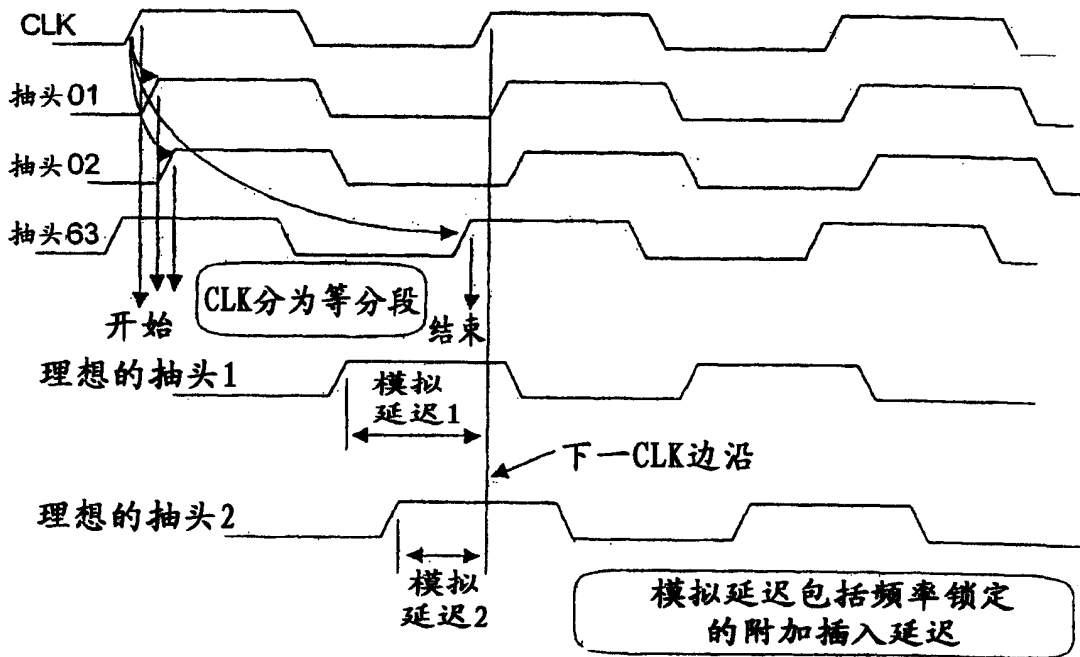 CLK
抽头01
抽头02
抽头63
CLK分为等分段
开始
结束
理想的抽头1
模拟
延迟1
下一CLK边沿
理想的抽头2
模拟
延迟2
模拟延迟包括频率锁定
的附加插入延迟